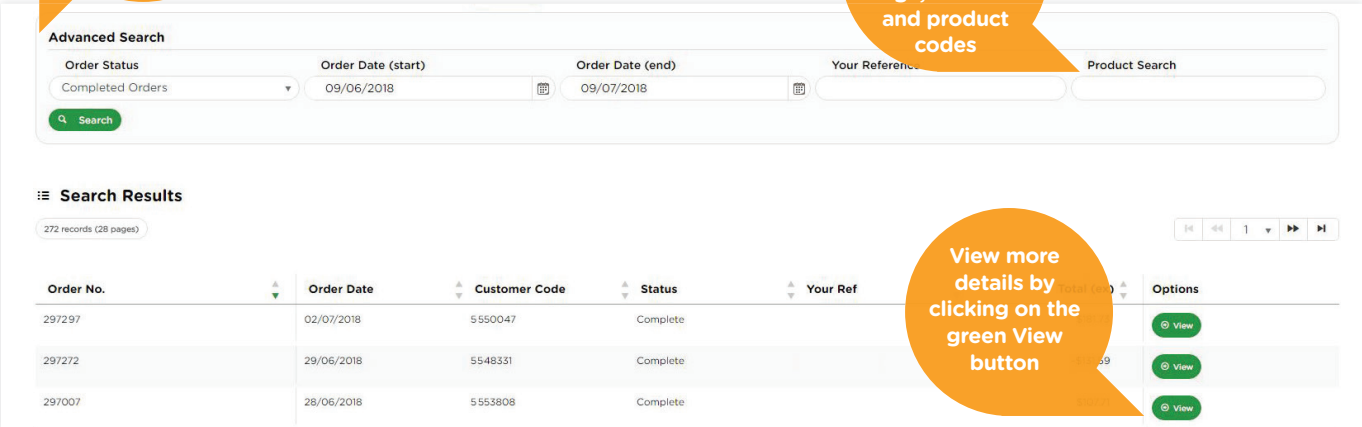 and product
codes
Advanced Search
Order Status Order Date (start) Order Date (end) Your Reference Product Search
Completed Orders 09/06/2018 09/07/2018
Search
Search Results
272 records (28 pages) 1
View more
details by
clicking on the
green View
button
Order No. Order Date Customer Code Status Your Ref Total (ex) Options
297297 02/07/2018 5550047 Complete View
297272 29/06/2018 5548331 Complete View
297007 28/06/2018 5553808 Complete View